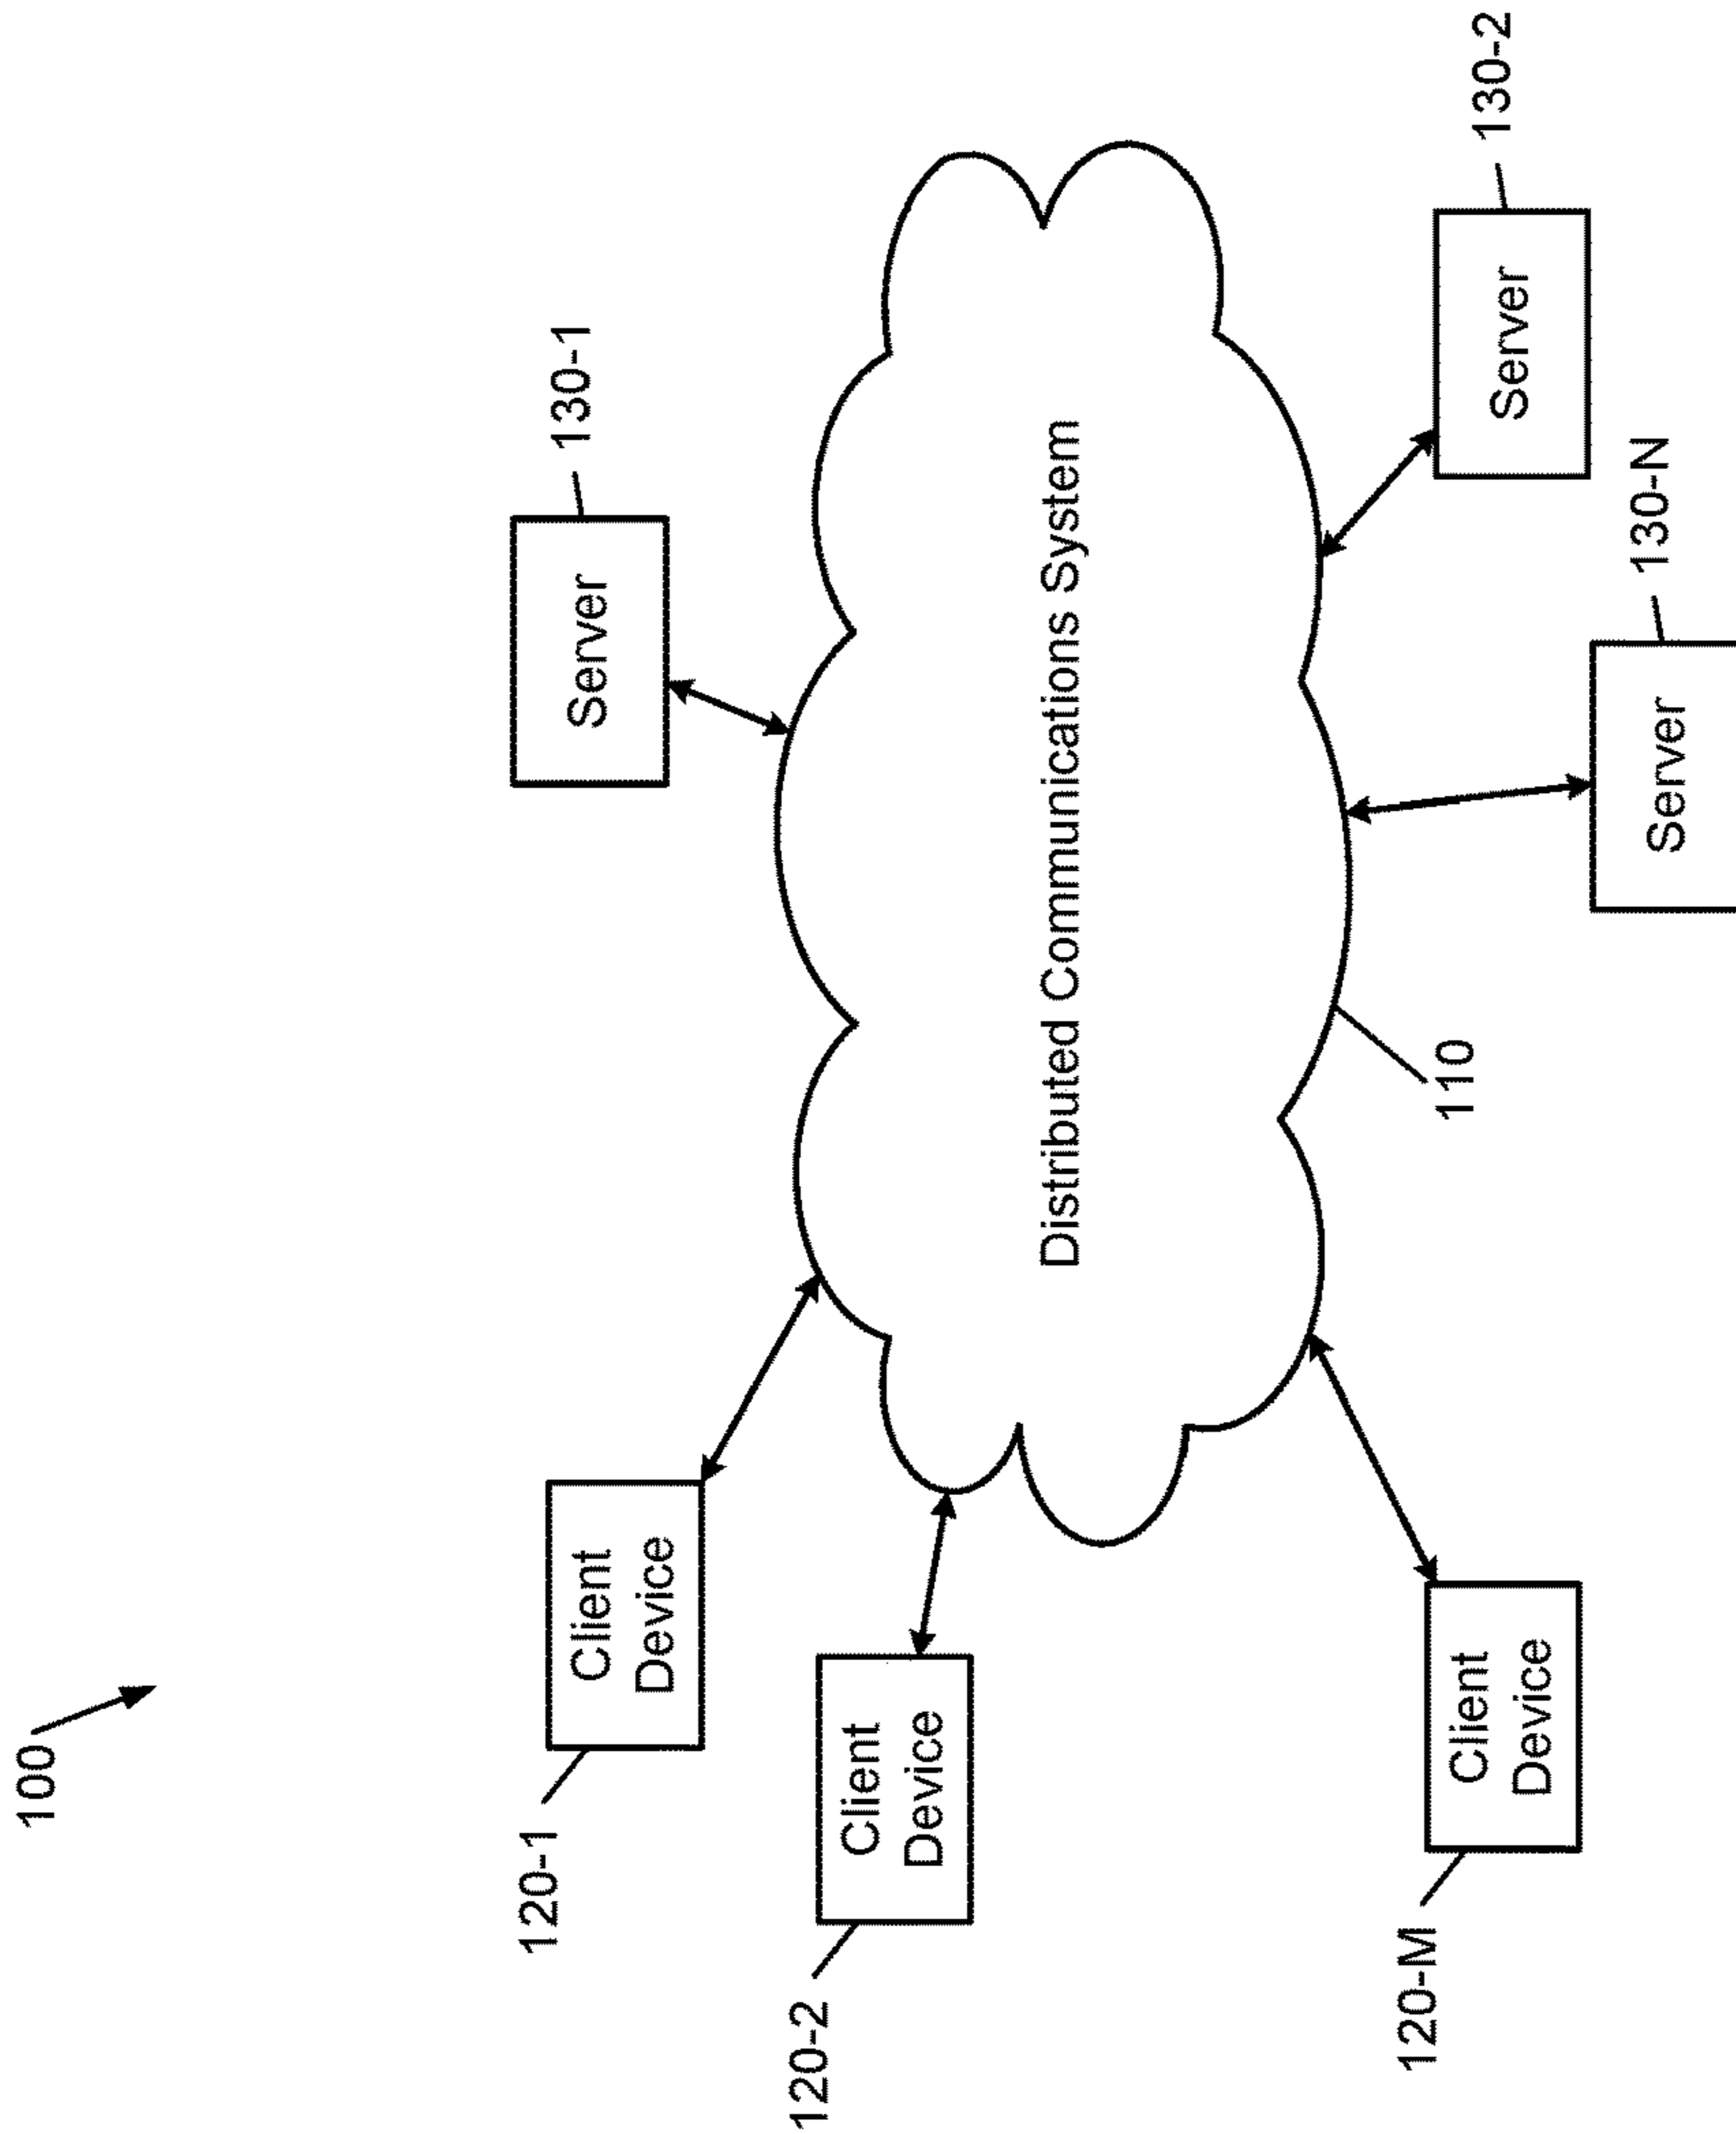 100
120-1
Client
Device
130-1
Server
120-2
Client
Device
Distributed Communications System
120-M
Client
Device
110
130-2
Server
130-N
Server